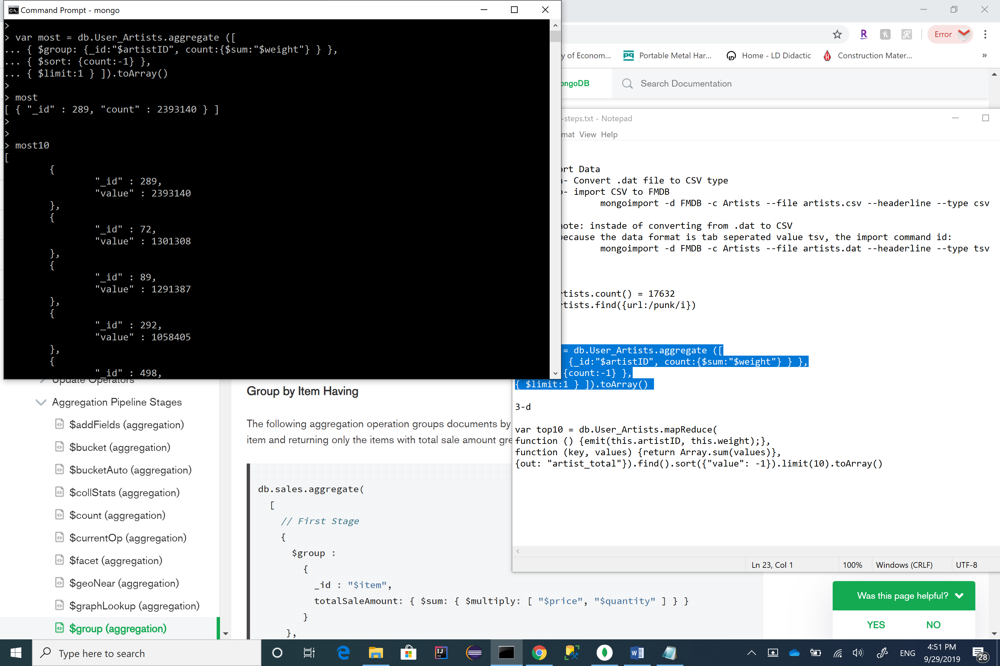 Command Prompt - mongo
>
> var most = db.User_Artists.aggregate ([
... { $group: {_id:"$artistID", count:{$sum:"$weight"} } },
... { $sort: {count:-1} },
... { $limit:1 } ]).toArray()
>
> most
[ { "_id" : 289, "count" : 2393140 } ]
>
>
> most10
[
{
"_id" : 289,
"value" : 2393140
},
{
"_id" : 72,
"value" : 1301308
},
{
"_id" : 89,
"value" : 1291387
},
{
"_id" : 292,
"value" : 1058405
},
{
"_id" : 498,
Error
y of Econom...
Portable Metal Har...
Home - LD Didactic
Construction Mater...
»
ongoDB
Search Documentation
-steps.txt - Notepad
mat View Help
ort Data
a- Convert .dat file to CSV type
b- import CSV to FMDB
mongoimport -d FMDB -c Artists --file artists.csv --headerline --type csv
note: instade of converting from .dat to CSV
because the data format is tab seperated value tsv, the import command id:
mongoimport -d FMDB -c Artists --file artists.dat --headerline --type tsv
rtists.count() = 17632
rtists.find({url:/punk/i})
= db.User_Artists.aggregate ([
{_id:"$artistID", count:{$sum:"$weight"} } },
{count:-1} },
{ $limit:1 } ]).toArray()
3-d
var top10 = db.User_Artists.mapReduce(
function () {emit(this.artistID, this.weight);},
function (key, values) {return Array.sum(values)},
{out: "artist_total"}).find().sort({"value": -1}).limit(10).toArray()
Ln 23, Col 1
100%
Windows (CRLF)
UTF-8
Update Operators
Aggregation Pipeline Stages
$addFields (aggregation)
$bucket (aggregation)
$bucketAuto (aggregation)
$collStats (aggregation)
$count (aggregation)
$currentOp (aggregation)
$facet (aggregation)
$geoNear (aggregation)
$graphLookup (aggregation)
$group (aggregation)
Group by Item Having
The following aggregation operation groups documents by
item and returning only the items with total sale amount gre
db.sales.aggregate(
[
// First Stage
{
$group :
{
_id : "$item",
totalSaleAmount: { $sum: { $multiply: [ "$price", "$quantity" ] } }
}
},
Was this page helpful?
YES
NO
Type here to search
ENG
4:51 PM
9/29/2019
28